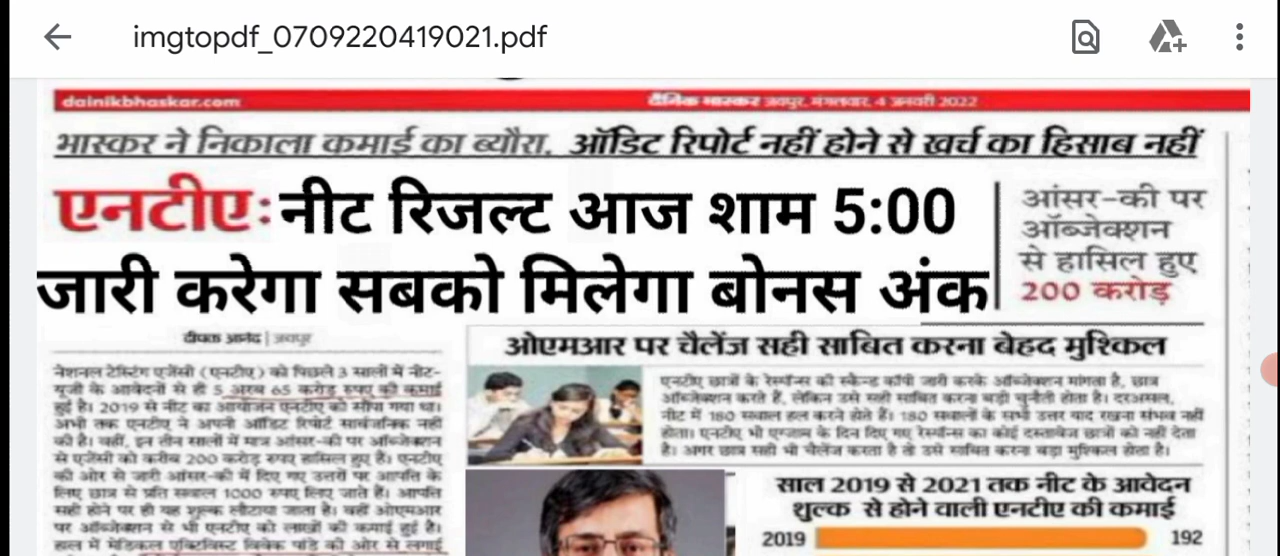 imgtopdf_0709220419021.pdf
dainikbhaskar.com दैनिक भास्कर जयपुर, मंगलवार, 4 जनवरी 2022
भास्कर ने निकाला कमाई का ब्यौरा, ऑडिट रिपोर्ट नहीं होने से खर्च का हिसाब नहीं
एनटीए: नीट रिजल्ट आज शाम 5:00
जारी करेगा सबको मिलेगा बोनस अंक
आंसर-की पर
ऑब्जेक्शन
से हासिल हुए
200 करोड़
दीपक आनंद | जयपुर
नेशनल टेस्टिंग एजेंसी (एनटीए) को पिछले 3 सालों में नीट-
यूजी के आवेदनों से ही 5 अरब 65 करोड़ रुपए की कमाई
हुई है। 2019 से नीट का आयोजन एनटीए को सौंपा गया था।
अभी तक एनटीए ने अपनी ऑडिट रिपोर्ट सार्वजनिक नहीं
की है। वहीं, इन तीन सालों में मात्र आंसर-की पर ऑब्जेक्शन
से एजेंसी को करीब 200 करोड़ रुपए हासिल हुए हैं। एनटीए
की ओर से जारी आंसर-की में दिए गए उत्तरों पर आपत्ति के
लिए छात्र से प्रति सवाल 1000 रुपए लिए जाते हैं। आपत्ति
सही होने पर ही यह शुल्क लौटाया जाता है। वहीं ओएमआर
पर ऑब्जेक्शन से भी एनटीए को लाखों की कमाई हुई है।
हाल में मेडिकल एक्टिविस्ट विवेक पांडे की ओर से लगाई
ओएमआर पर चैलेंज सही साबित करना बेहद मुश्किल
एनटीए छात्रों के रेस्पॉन्स की स्कैन्ड कॉपी जारी करके ऑब्जेक्शन मांगता है, छात्र
ऑब्जेक्शन करते हैं, लेकिन उसे सही साबित करना बड़ी चुनौती होता है। दरअसल,
नीट में 180 सवाल हल करने होते हैं। 180 सवालों के सभी उत्तर याद रखना संभव नहीं
होता। एनटीए भी एग्जाम के दिन दिए गए रेस्पॉन्स का कोई दस्तावेज छात्रों को नहीं देता
है। अगर छात्र सही भी चैलेंज करता है तो उसे साबित करना बड़ा मुश्किल होता है।
साल 2019 से 2021 तक नीट के आवेदन
शुल्क से होने वाली एनटीए की कमाई
2019 192